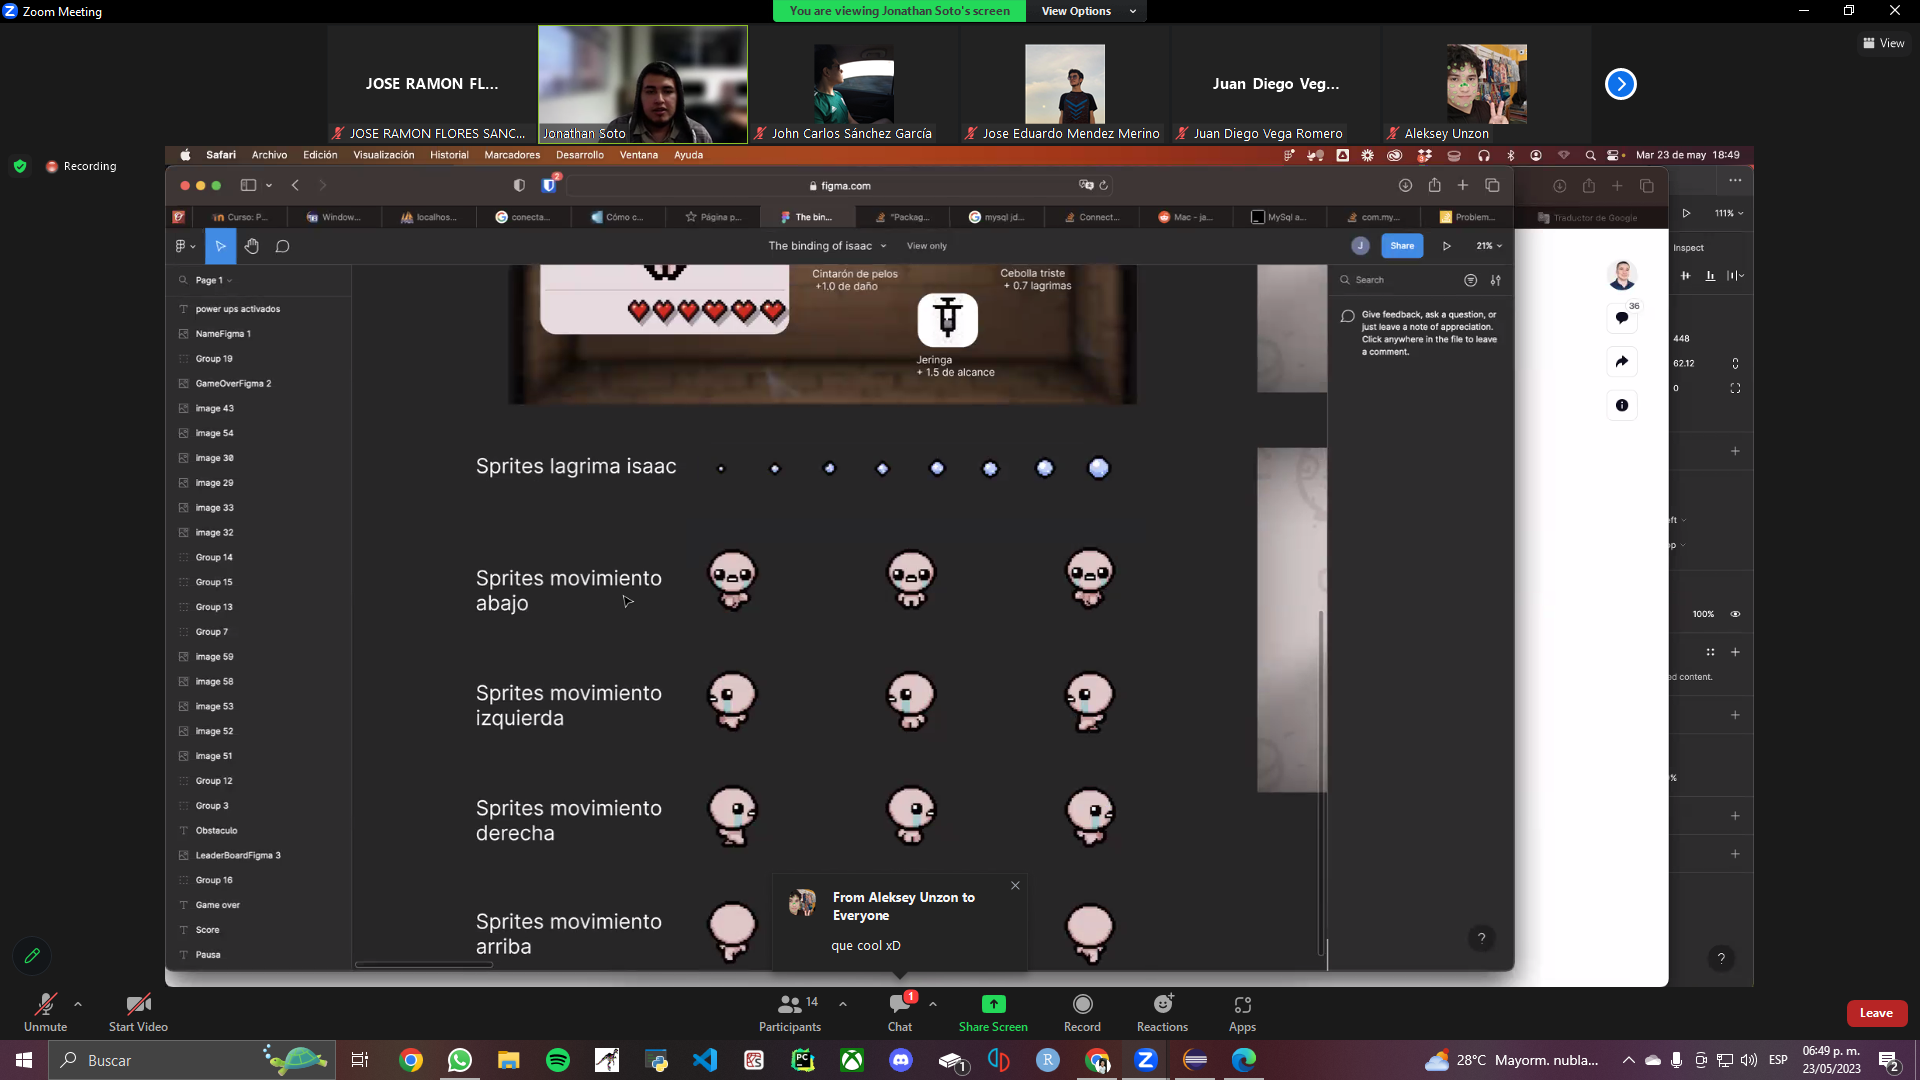 Zoom Meeting
You are viewing Jonathan Soto's screen
View Options
View
JOSE RAMON FL...
Juan Diego Veg...
JOSE RAMON FLORES SANC...
Jonathan Soto
John Carlos Sánchez García
Jose Eduardo Mendez Merino
Juan Diego Vega Romero
Aleksey Unzon
Recording
Safari Archivo Edición Visualización Historial Marcadores Desarrollo Ventana Ayuda
Mar 23 de may 18:49
2
figma.com
Curso: P...
Window...
localhos...
conecta...
Cómo c...
Página p...
The bin...
"Packag...
mysql jd...
Connect...
Mac - ja...
MySql a...
com.my...
Problem...
Traductor de Google
111%
The binding of isaac
View only
J
Share
21%
Inspect
Page 1
Search
power ups activados
NameFigma 1
Group 19
GameOverFigma 2
image 43
image 54
image 30
image 29
image 33
image 32
Group 14
Group 15
Group 13
Group 7
image 59
image 58
image 53
image 52
image 51
Group 12
Group 3
Obstaculo
LeaderBoardFigma 3
Group 16
Game over
Score
Pausa
Cintarón de pelos
+1.0 de daño
Cebolla triste
+ 0.7 lagrimas
Jeringa
+ 1.5 de alcance
Sprites lagrima isaac
Sprites movimiento
abajo
Sprites movimiento
izquierda
Sprites movimiento
derecha
Sprites movimiento
arriba
Give feedback, ask a question, or
just leave a note of appreciation.
Click anywhere in the file to leave
a comment.
36
448
62.12
0
100%
ed content.
From Aleksey Unzon to
Everyone
que cool xD
?
?
Unmute
Start Video
14
Participants
1
Chat
Share Screen
Record
Reactions
Apps
Leave
Buscar
1
28°C Mayorm. nubla...
ESP
06:49 p. m.
23/05/2023
2